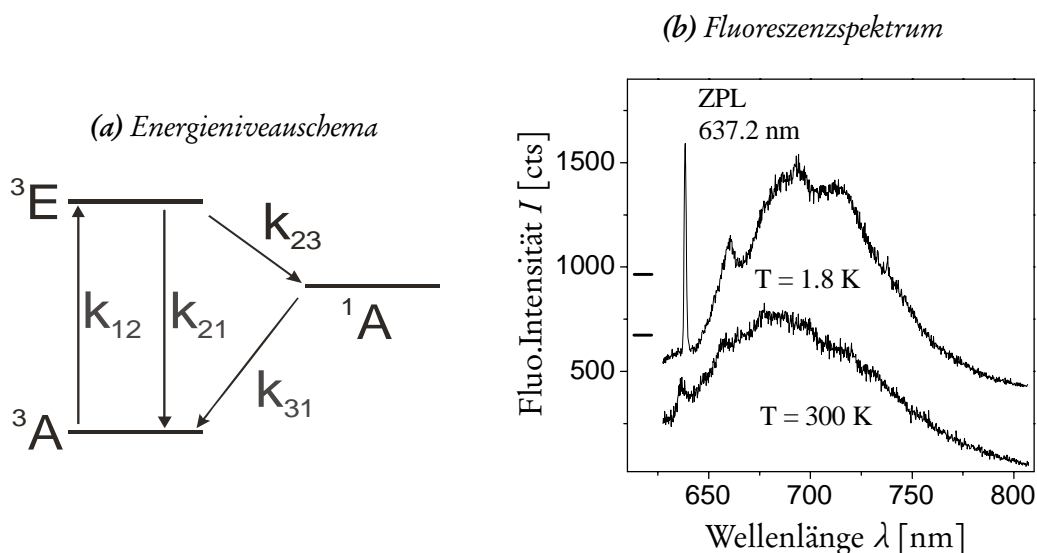 (b) Fluoreszenzspektrum
(a) Energieniveauschema
³E
k₂₃
k₁₂
k₂₁
¹A
k₃₁
³A
ZPL
637.2 nm
1500
1000
500
T = 1.8 K
T = 300 K
Fluo.Intensität I [cts]
650 700 750 800
Wellenlänge λ [nm]